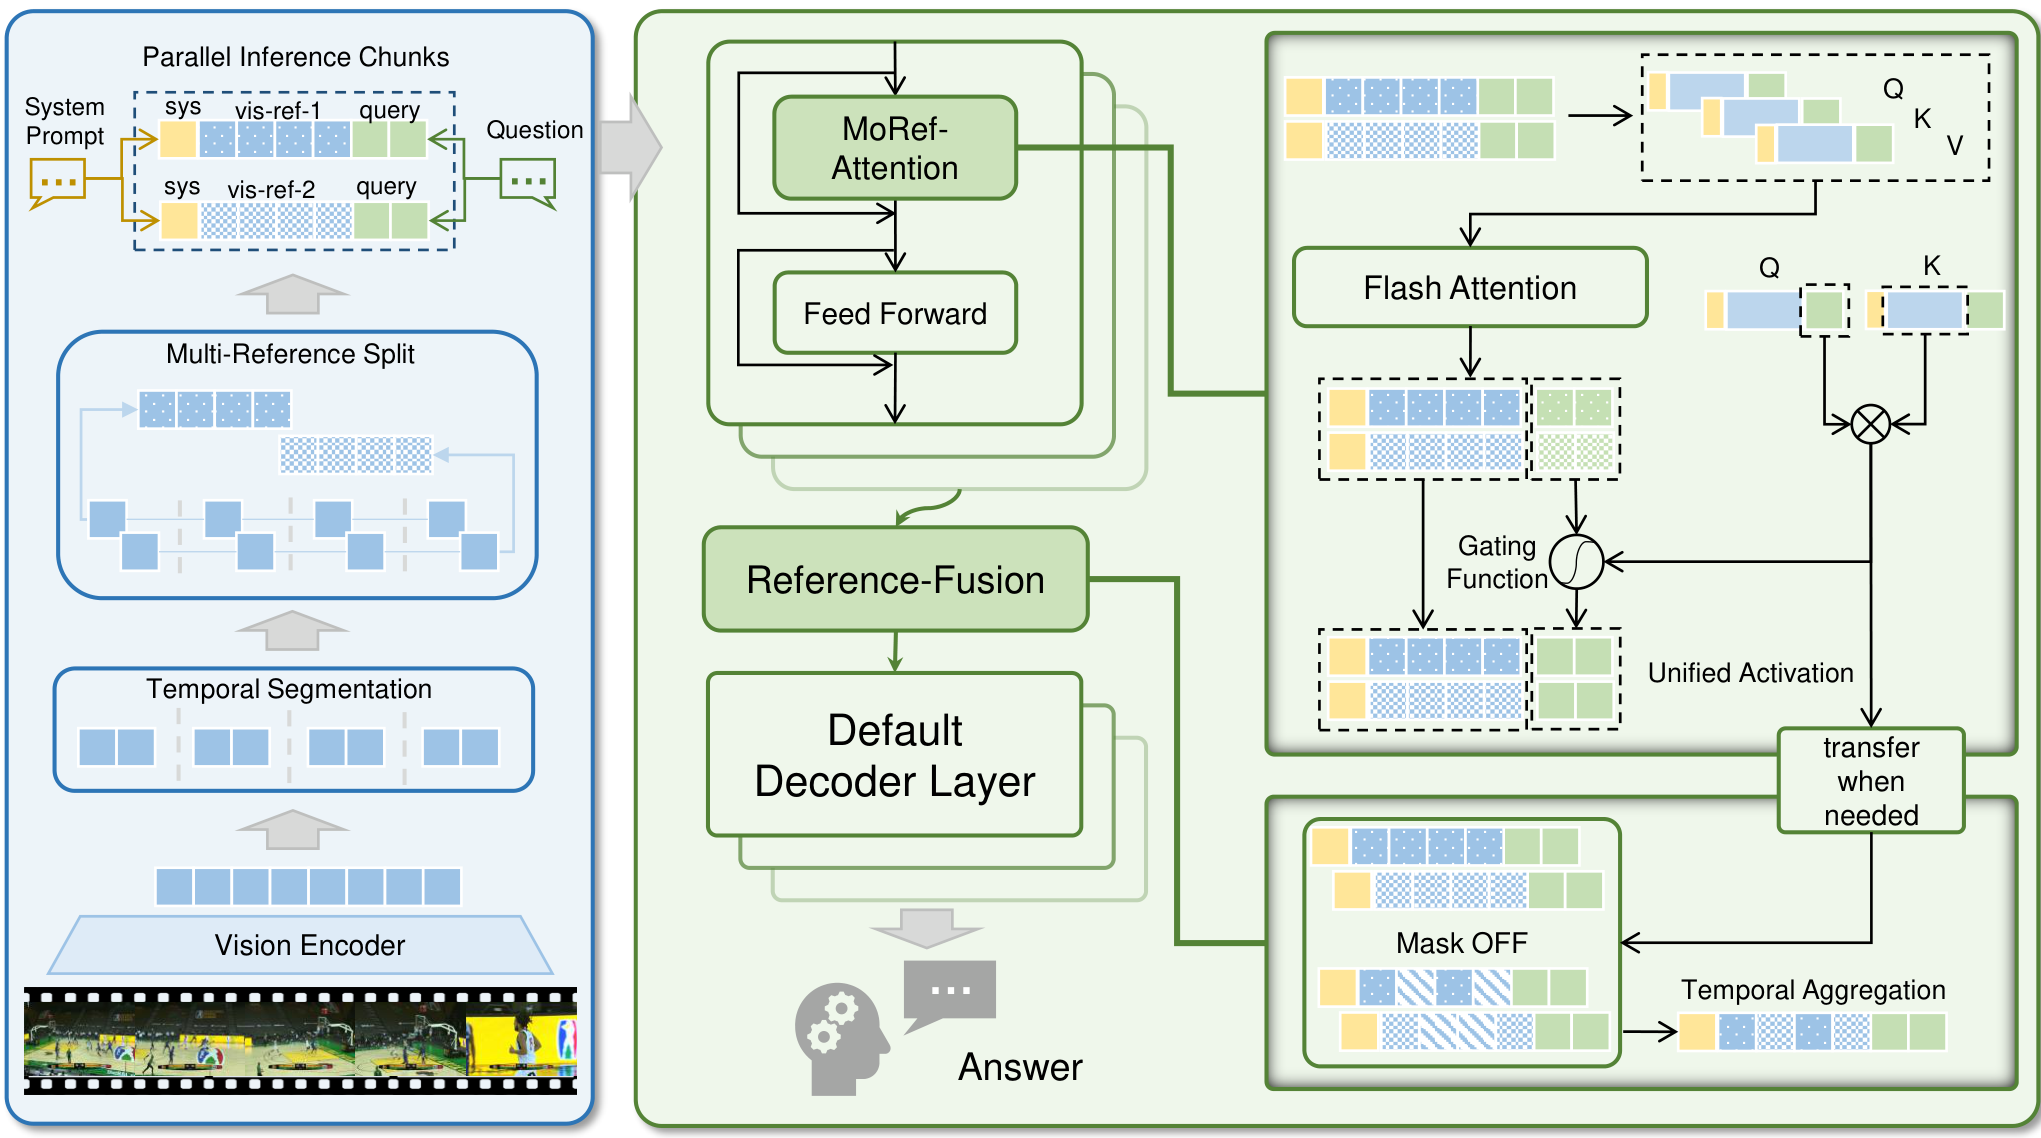 Parallel Inference Chunks
System
Prompt
sys
vis-ref-1
query
Question
sys
vis-ref-2
query
Multi-Reference Split
Temporal Segmentation
Vision Encoder
MoRef-
Attention
Feed Forward
Reference-Fusion
Default
Decoder Layer
Answer
Q
K
V
Flash Attention
Q
K
Gating
Function
Unified Activation
transfer
when
needed
Mask OFF
Temporal Aggregation